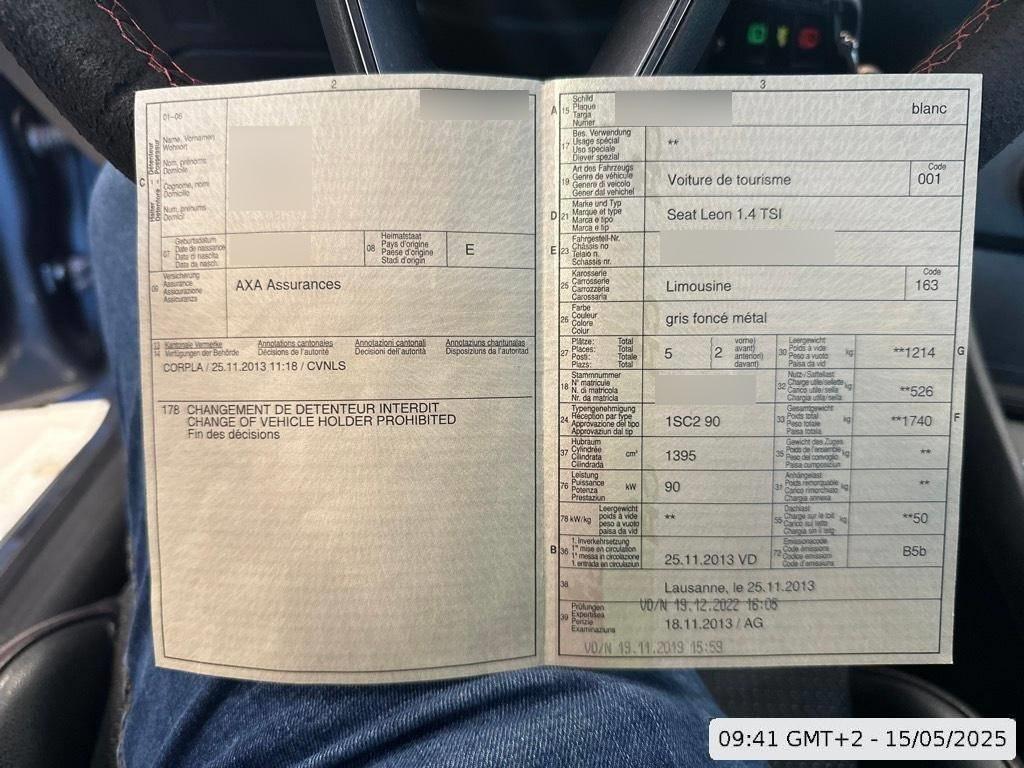 2
01-06
Détenteur
Possesseur
Name, Vornamen
Wohnort
Nom, prénoms
Domicile
C
Cognome, nomi
Domicilio
Num, prenums
Domicil
07
Geburtsdatum
Date de naissance
Data di nascita
Data da nasch.
08
Heimatstaat
Pays d'origine
Paese d'origine
Stadi d'origin
E
09
Versicherung
Assurance
Assicurazione
Assicuranza
AXA Assurances
13 Kantonale Vermerke Annotations cantonales Annotazioni cantonali Annotaziuns chantunalas
14 Verfügungen der Behörde Décisions de l'autorité Decisioni dell'autorità Disposiziuns da l'autoritad
CORPLA / 25.11.2013 11:18 / CVNLS
178 CHANGEMENT DE DETENTEUR INTERDIT
CHANGE OF VEHICLE HOLDER PROHIBITED
Fin des décisions
3
A 15
Schild
Plaque
Targa
Numer
blanc
17
Bes. Verwendung
Usage spécial
Uso speciale
Diever spezial
**
19
Art des Fahrzeugs
Genre de véhicule
Genere di veicolo
Gener dal vehichel
Voiture de tourisme
Code
001
D 21
Marke und Typ
Marque et type
Marca e tipo
Marca e tip
Seat Leon 1.4 TSI
E 23
Fahrgestell-Nr.
Châssis no
Telaio n.
Schassis nr.
25
Karosserie
Carrosserie
Carrozzeria
Carossaria
Limousine
Code
163
26
Farbe
Couleur
Colore
Colur
gris foncé métal
27
Plätze: Total
Places: Total
Posti: Totale
Plazs: Total
5
2
vorne)
avant)
anteriori)
davant)
30
Leergewicht
Poids à vide
Peso a vuoto
Paisa da vid
kg
**1214
G
18
Stammnummer
N° matricule
N. di matricola
Nr. da matricla
32
Nutz-/Sattellast
Charge utile/sellette
Carico utile/sella
Chargia utila/sella
kg
**526
24
Typengenehmigung
Réception par type
Approvazione del tipo
Approvaziun dal tip
1SC2 90
33
Gesamtgewicht
Poids total
Peso totale
Paisa totala
kg
**1740
F
37
Hubraum
Cylindrée
Cilindrata
Cilindrada
cm³
1395
35
Gewicht des Zuges
Poids de l'ensemble
Peso del convoglio
Paisa cumposiziun
kg
**
76
Leistung
Puissance
Potenza
Prestaziun
kW
90
31
Anhängelast
Poids remorquable
Carico rimorchiato
Chargia annexa
kg
**
78 kW/kg
Leergewicht
poids à vide
peso a vuoto
paisa da vid
**
55
Dachlast
Charge sur le toit
Carico sul tetto
Chargia sin il tetg
kg
**50
B 36
1. Inverkehrsetzung
1re mise en circulation
1a messa in circolazione
1. entrada en circulaziun
25.11.2013 VD
72
Emissionscode
Code émissions
Codice emissioni
Code d'emissiuns
B5b
38
Lausanne, le 25.11.2013
39
Prüfungen
Expertises
Perizie
Examinaziuns
VD/N 19.12.2022 16:05
18.11.2013 / AG
VD/N 19.11.2019 15:59
09:41 GMT+2 - 15/05/2025